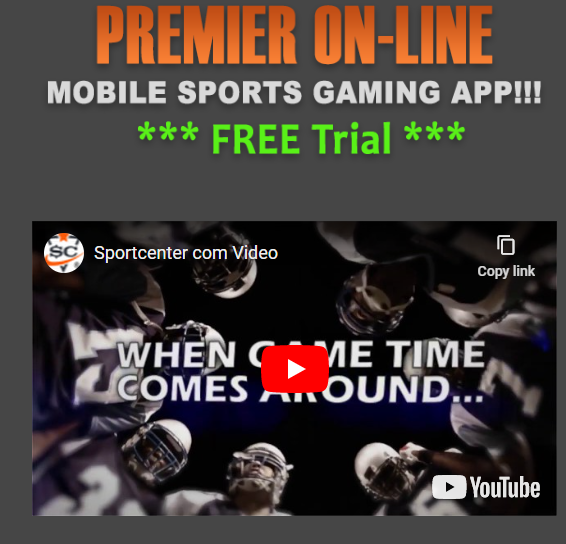 PREMIER ON-LINE
MOBILE SPORTS GAMING APP!!!
*** FREE Trial ***
SC
Sportcenter com Video
Copy link
WHEN GAME TIME
COMES AROUND...
YouTube